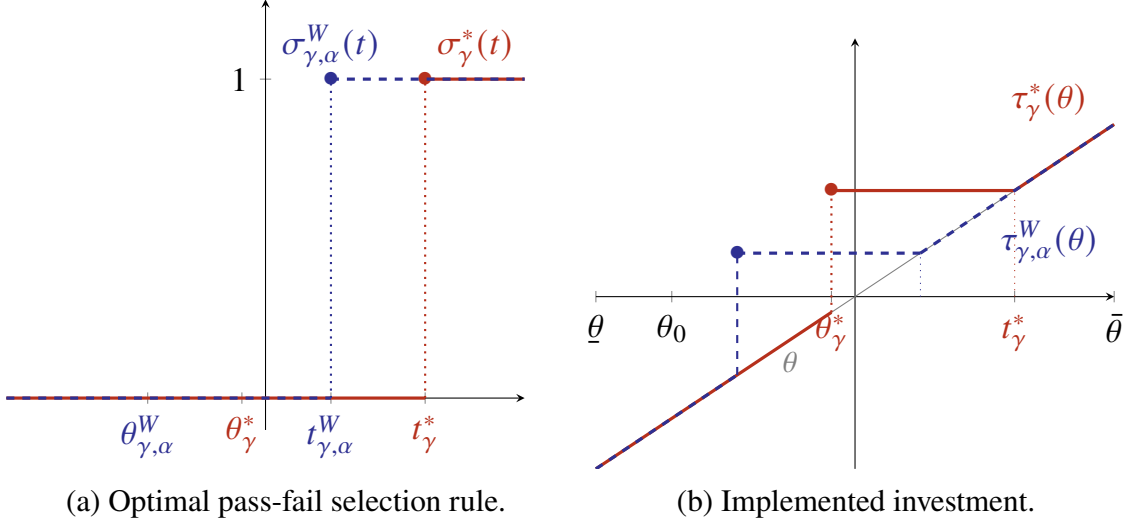 σ^W_{γ,α}(t) σ^*_γ(t)
1
θ^W_{γ,α} θ^*_γ t^W_{γ,α} t^*_γ
(a) Optimal pass-fail selection rule.
τ^*_γ(θ)
τ^W_{γ,α}(θ)
θ̲ θ_0 θ^*_γ t^*_γ θ̄
θ
(b) Implemented investment.